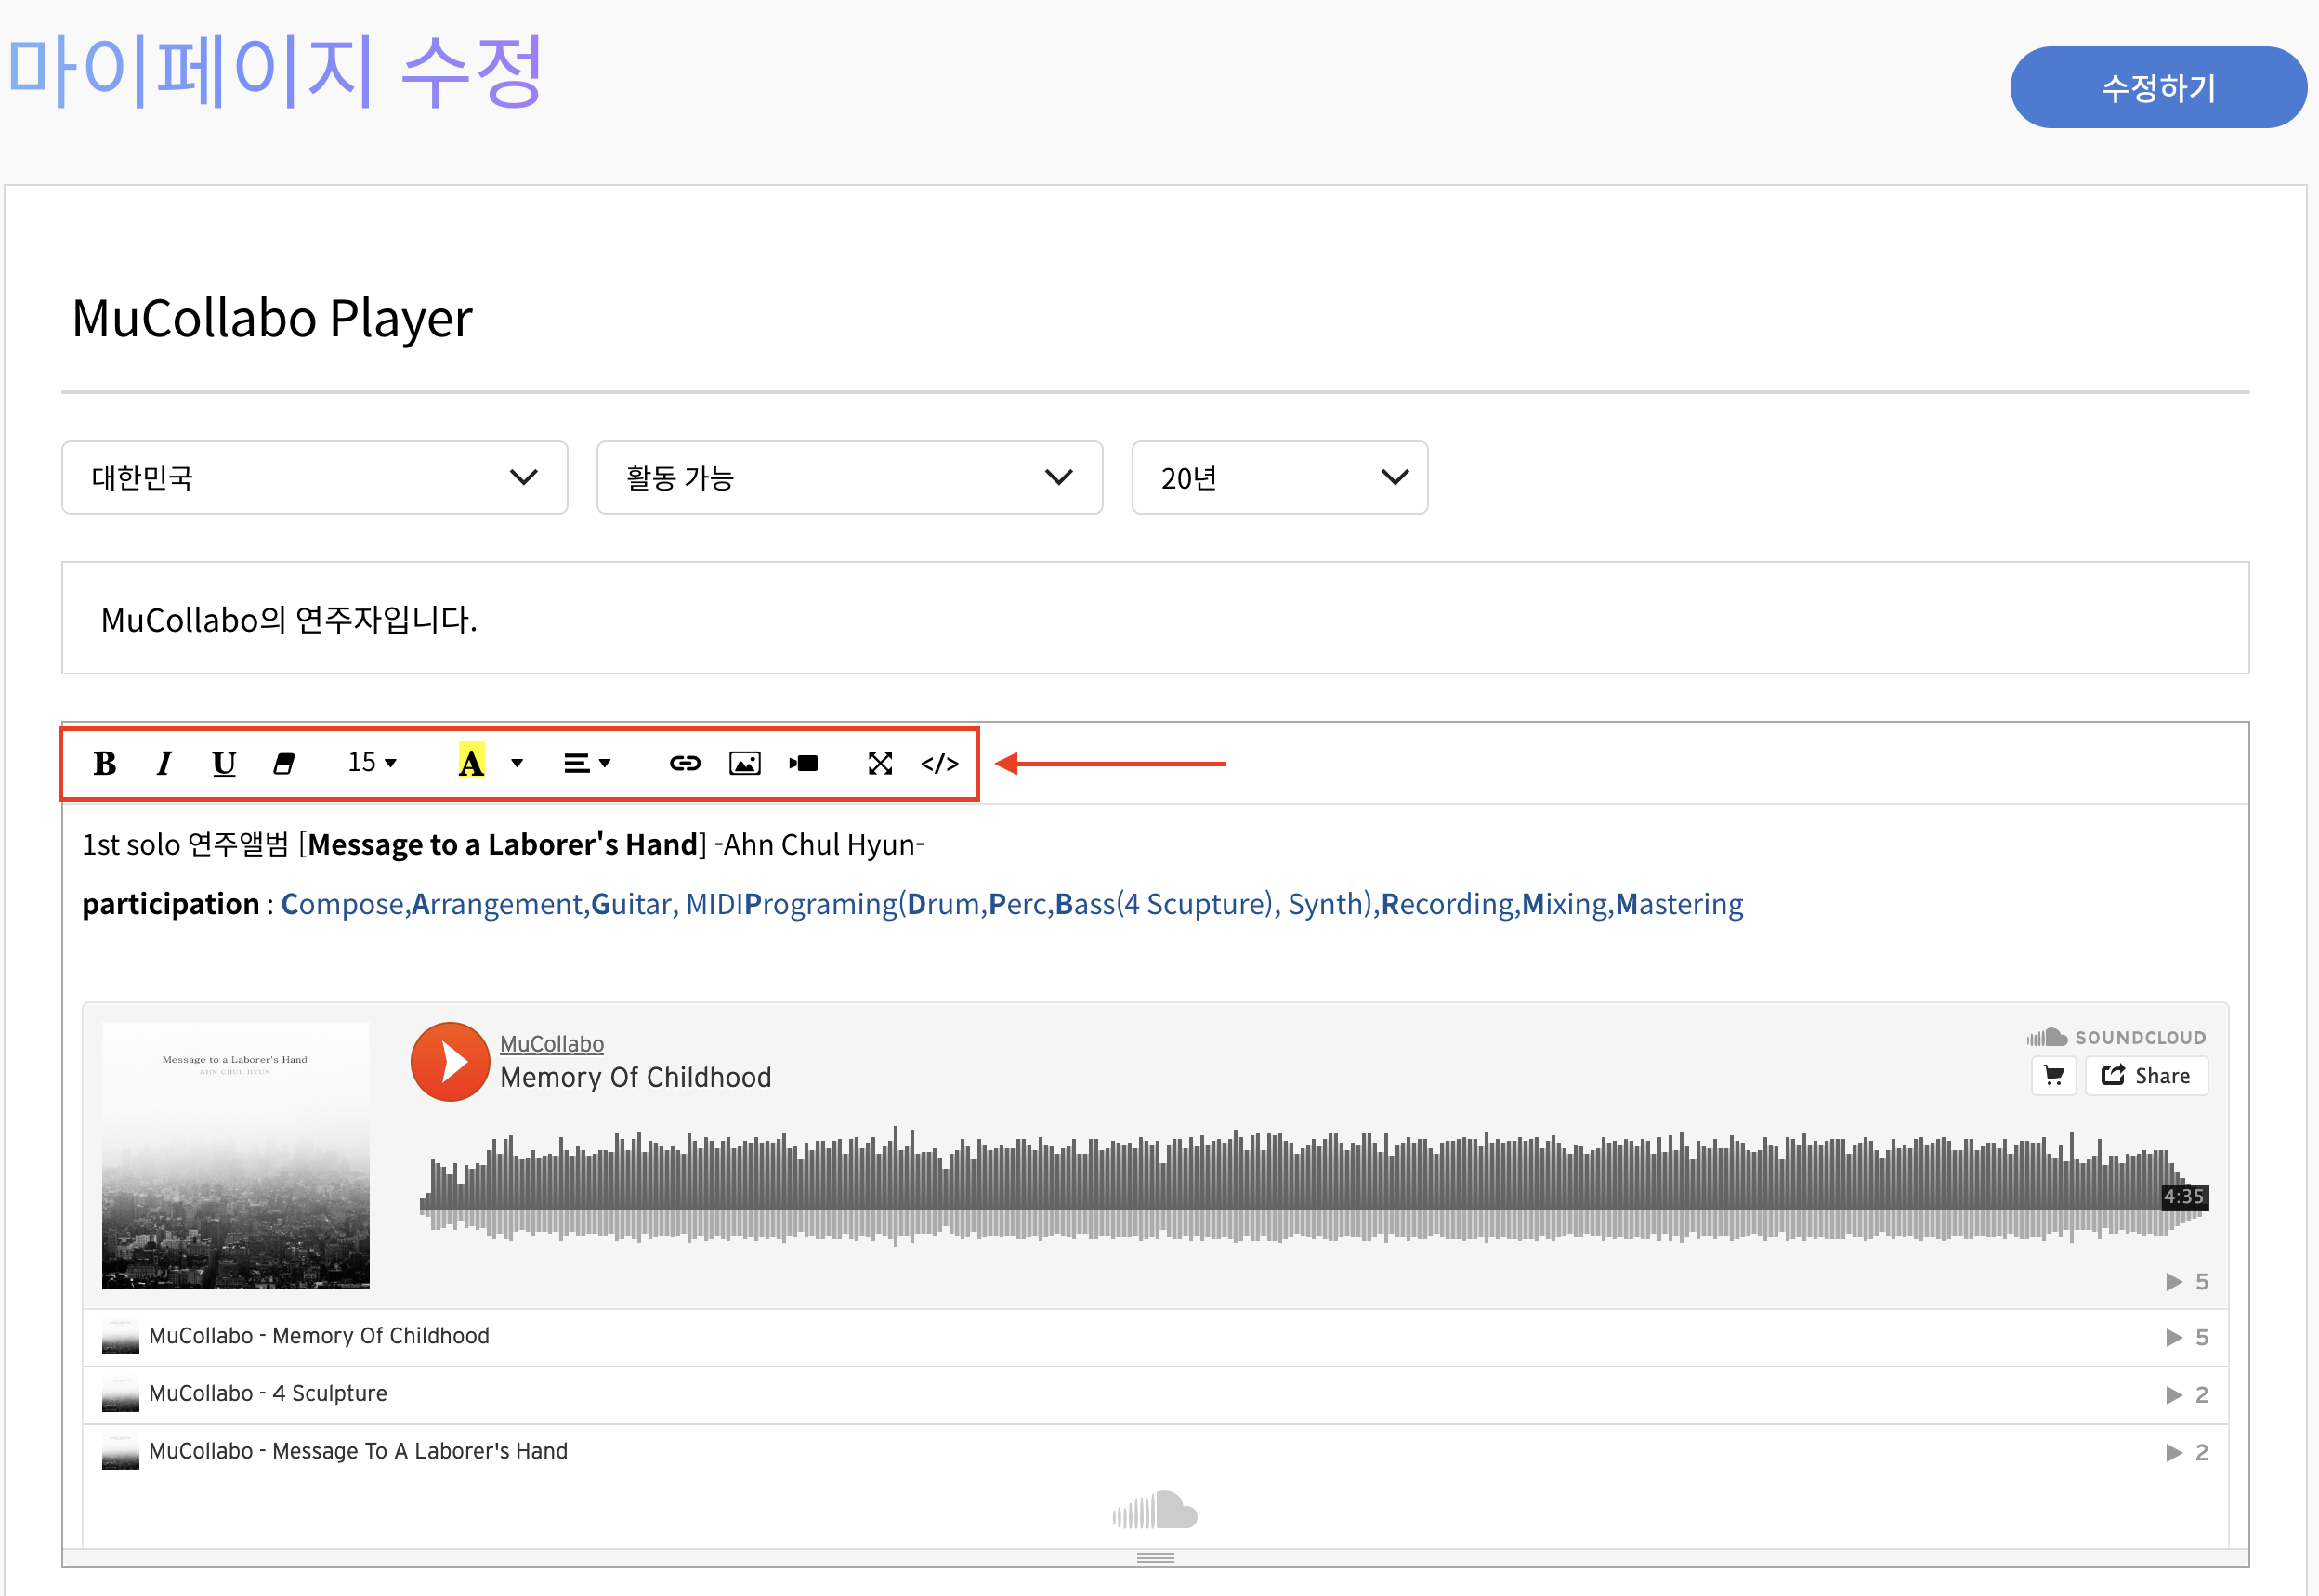 마이페이지 수정
수정하기
MuCollabo Player
대한민국
활동 가능
20년
MuCollabo의 연주자입니다.
B I U 15 A </>
1st solo 연주앨범 [Message to a Laborer's Hand] -Ahn Chul Hyun-
participation : Compose,Arrangement,Guitar, MIDIPrograming(Drum,Perc,Bass(4 Scupture), Synth),Recording,Mixing,Mastering
Message to a Laborer's Hand
AHN CHUL HYUN
MuCollabo
Memory Of Childhood
SOUNDCLOUD
Share
4:35
5
MuCollabo - Memory Of Childhood
5
MuCollabo - 4 Sculpture
2
MuCollabo - Message To A Laborer's Hand
2